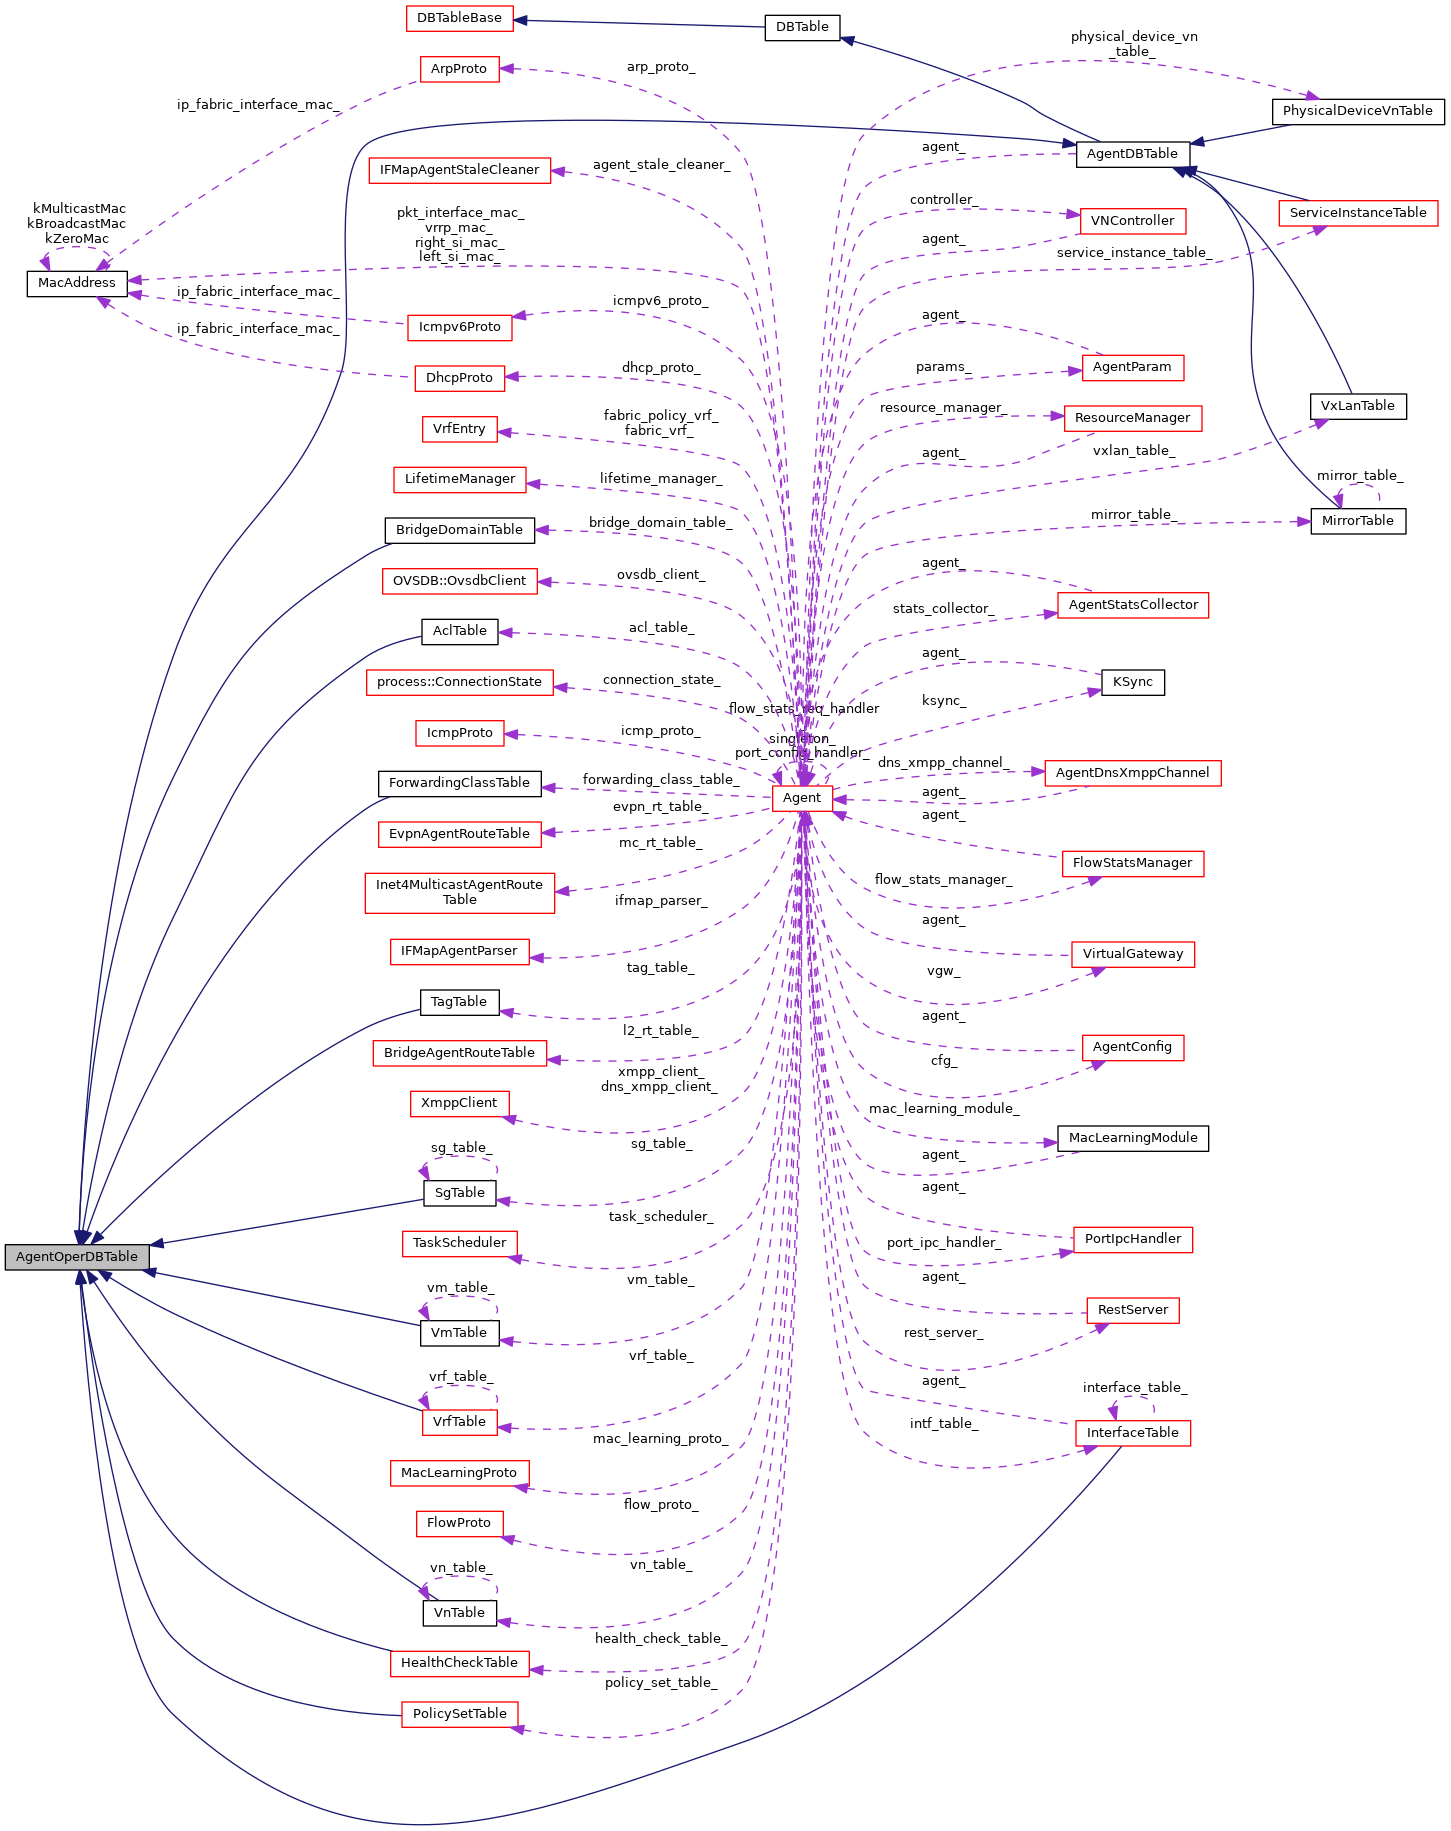 DBTableBase
DBTable
physical_device_vn
_table_
ArpProto
arp_proto_
ip_fabric_interface_mac_
PhysicalDeviceVnTable
agent_
AgentDBTable
IFMapAgentStaleCleaner
agent_stale_cleaner_
controller_
VNController
ServiceInstanceTable
kMulticastMac
kBroadcastMac
kZeroMac
pkt_interface_mac_
vrrp_mac_
right_si_mac_
left_si_mac_
agent_
service_instance_table_
MacAddress
ip_fabric_interface_mac_
icmpv6_proto_
agent_
Icmpv6Proto
ip_fabric_interface_mac_
dhcp_proto_
params_
AgentParam
DhcpProto
fabric_policy_vrf_
fabric_vrf_
resource_manager_
ResourceManager
VxLanTable
VrfEntry
agent_
vxlan_table_
LifetimeManager
lifetime_manager_
mirror_table_
BridgeDomainTable
bridge_domain_table_
mirror_table_
MirrorTable
agent_
OVSDB::OvsdbClient
ovsdb_client_
stats_collector_
AgentStatsCollector
AclTable
acl_table_
agent_
process::ConnectionState
connection_state_
KSync
ksync_
flow_stats_req_handler
IcmpProto
icmp_proto_
singleton_
port_config_handler_
dns_xmpp_channel_
AgentDnsXmppChannel
ForwardingClassTable
forwarding_class_table_
Agent
agent_
evpn_rt_table_
agent_
EvpnAgentRouteTable
mc_rt_table_
FlowStatsManager
Inet4MulticastAgentRoute
Table
flow_stats_manager_
ifmap_parser_
agent_
IFMapAgentParser
VirtualGateway
tag_table_
vgw_
TagTable
agent_
l2_rt_table_
BridgeAgentRouteTable
AgentConfig
cfg_
xmpp_client_
dns_xmpp_client_
XmppClient
mac_learning_module_
MacLearningModule
sg_table_
sg_table_
agent_
SgTable
agent_
task_scheduler_
TaskScheduler
port_ipc_handler_
PortIpcHandler
AgentOperDBTable
vm_table_
vm_table_
agent_
RestServer
VmTable
rest_server_
vrf_table_
vrf_table_
agent_
interface_table_
VrfTable
intf_table_
InterfaceTable
mac_learning_proto_
MacLearningProto
flow_proto_
FlowProto
vn_table_
vn_table_
VnTable
health_check_table_
HealthCheckTable
policy_set_table_
PolicySetTable